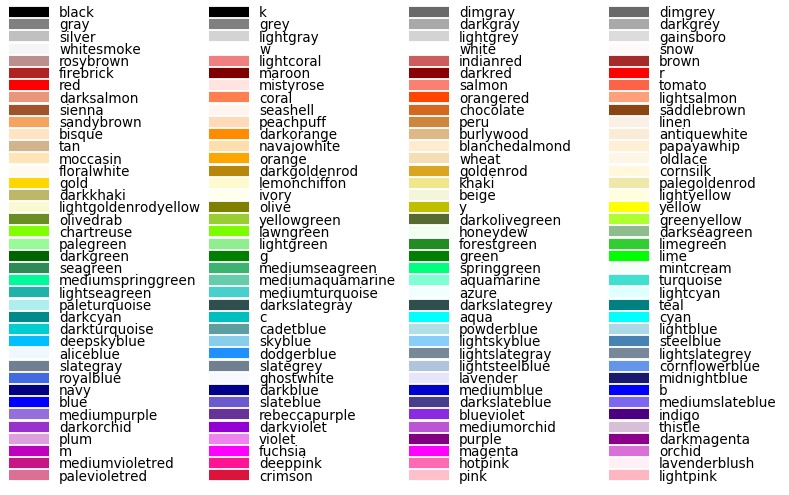 black k dimgray dimgrey
gray grey darkgray darkgrey
silver lightgray lightgrey gainsboro
whitesmoke w white snow
rosybrown lightcoral indianred brown
firebrick maroon darkred r
red mistyrose salmon tomato
darksalmon coral orangered lightsalmon
sienna seashell chocolate saddlebrown
sandybrown peachpuff peru linen
bisque darkorange burlywood antiquewhite
tan navajowhite blanchedalmond papayawhip
moccasin orange wheat oldlace
floralwhite darkgoldenrod goldenrod cornsilk
gold lemonchiffon khaki palegoldenrod
darkkhaki ivory beige lightyellow
lightgoldenrodyellow olive y yellow
olivedrab yellowgreen darkolivegreen greenyellow
chartreuse lawngreen honeydew darkseagreen
palegreen lightgreen forestgreen limegreen
darkgreen g green lime
seagreen mediumseagreen springgreen mintcream
mediumspringgreen mediumaquamarine aquamarine turquoise
lightseagreen mediumturquoise azure lightcyan
paleturquoise darkslategray darkslategrey teal
darkcyan c aqua cyan
darkturquoise cadetblue powderblue lightblue
deepskyblue skyblue lightskyblue steelblue
aliceblue dodgerblue lightslategray lightslategrey
slategray slategrey lightsteelblue cornflowerblue
royalblue ghostwhite lavender midnightblue
navy darkblue mediumblue b
blue slateblue darkslateblue mediumslateblue
mediumpurple rebeccapurple blueviolet indigo
darkorchid darkviolet mediumorchid thistle
plum violet purple darkmagenta
m fuchsia magenta orchid
mediumvioletred deeppink hotpink lavenderblush
palevioletred crimson pink lightpink